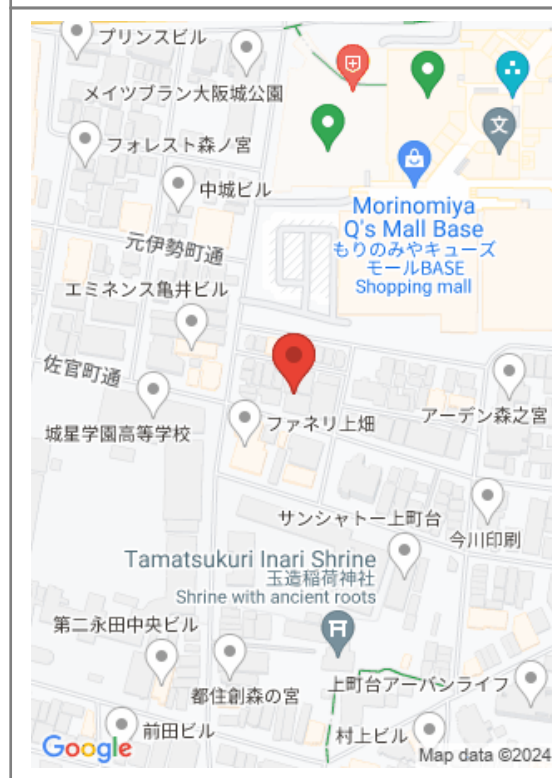 プリンスビル
メイツブラン大阪城公園
フォレスト森ノ宮
中城ビル
Morinomiya
Q's Mall Base
もりのみやキューズ
モールBASE
Shopping mall
文
元伊勢町通
エミネンス亀井ビル
佐官町通
城星学園高等学校
ファネリ上畑
アーデン森之宮
サンシャトー上町台
今川印刷
Tamatsukuri Inari Shrine
玉造稲荷神社
Shrine with ancient roots
第二永田中央ビル
都住創森の宮
上町台アーバンライフ
前田ビル
村上ビル
Google
Map data ©2024